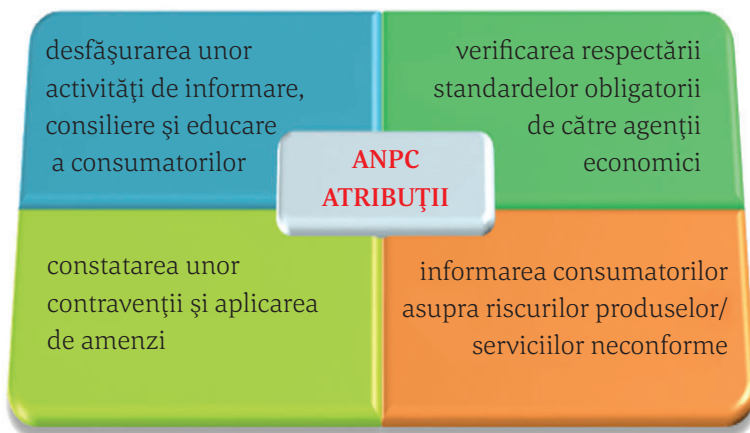 desfăşurarea unor
activităţi de informare,
consiliere şi educare
a consumatorilor
verificarea respectării
standardelor obligatorii
de către agenţii
economici
ANPC
ATRIBUŢII
constatarea unor
contravenţii şi aplicarea
de amenzi
informarea consumatorilor
asupra riscurilor produselor/
serviciilor neconforme